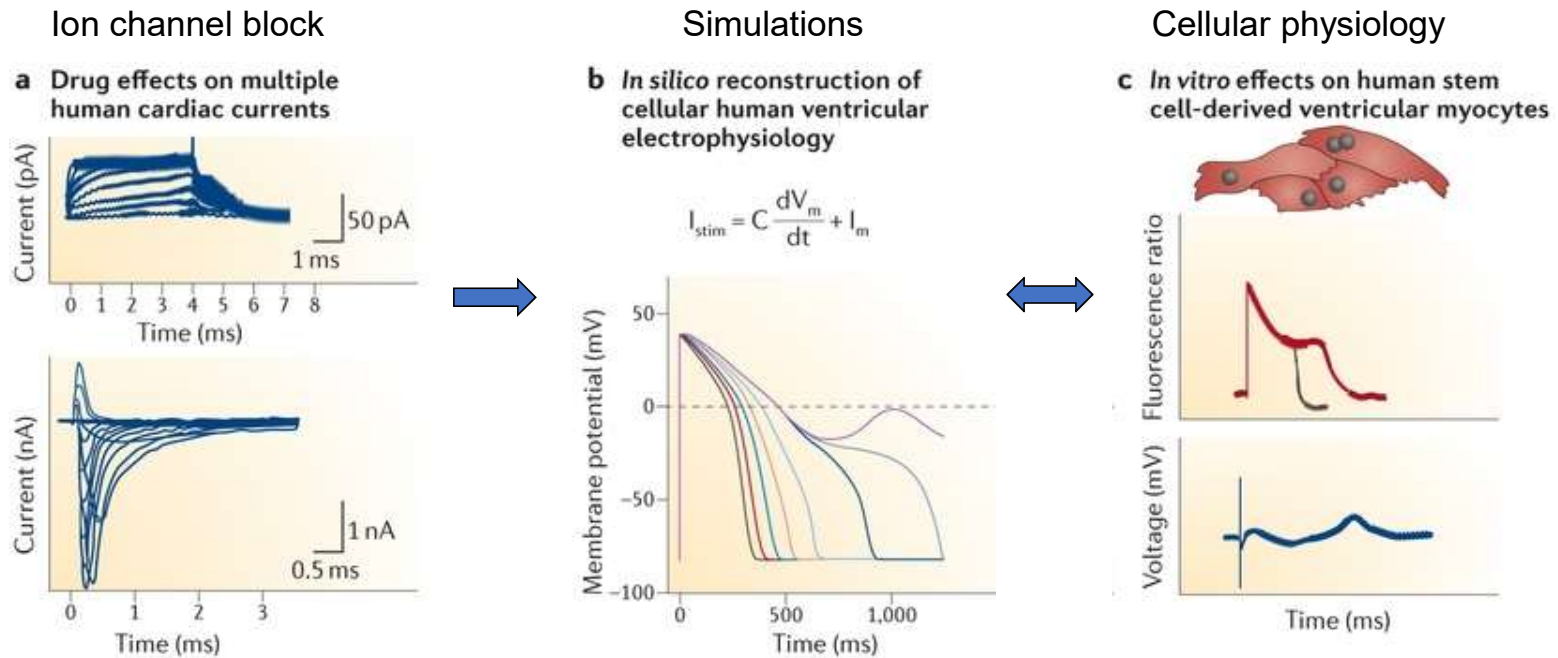 Ion channel block
a Drug effects on multiple
human cardiac currents
Current (pA)
50 pA
1 ms
0 1 2 3 4 5 6 7 8
Time (ms)
Current (nA)
1 nA
0.5 ms
0 1 2 3
Time (ms)
Simulations
b In silico reconstruction of
cellular human ventricular
electrophysiology
I_stim = C dV_m/dt + I_m
Membrane potential (mV)
50
0
−50
−100
0 500 1,000
Time (ms)
Cellular physiology
c In vitro effects on human stem
cell-derived ventricular myocytes
Fluorescence ratio
Voltage (mV)
Time (ms)